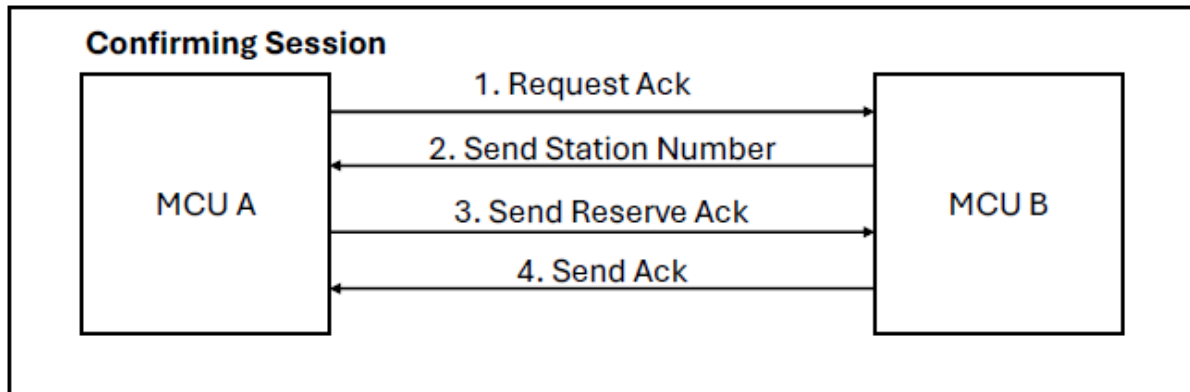 Confirming Session
1. Request Ack
2. Send Station Number
MCU A
MCU B
3. Send Reserve Ack
4. Send Ack